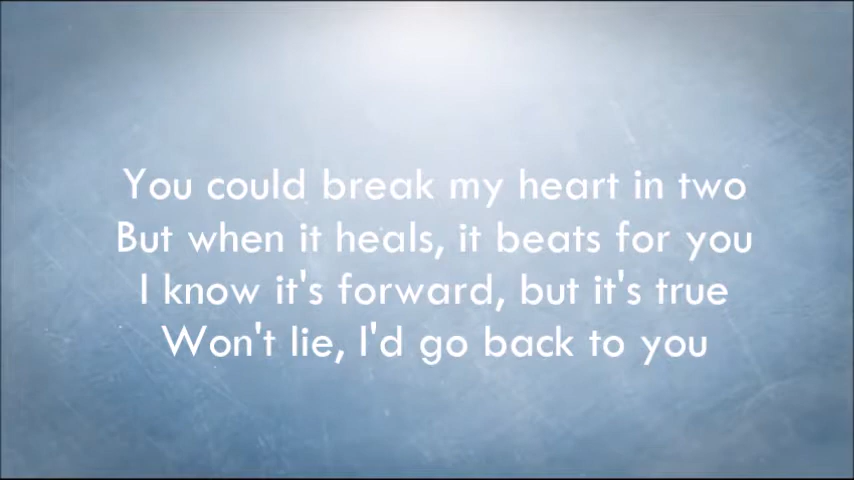 You could break my heart in two
But when it heals, it beats for you
I know it's forward, but it's true
Won't lie, I'd go back to you